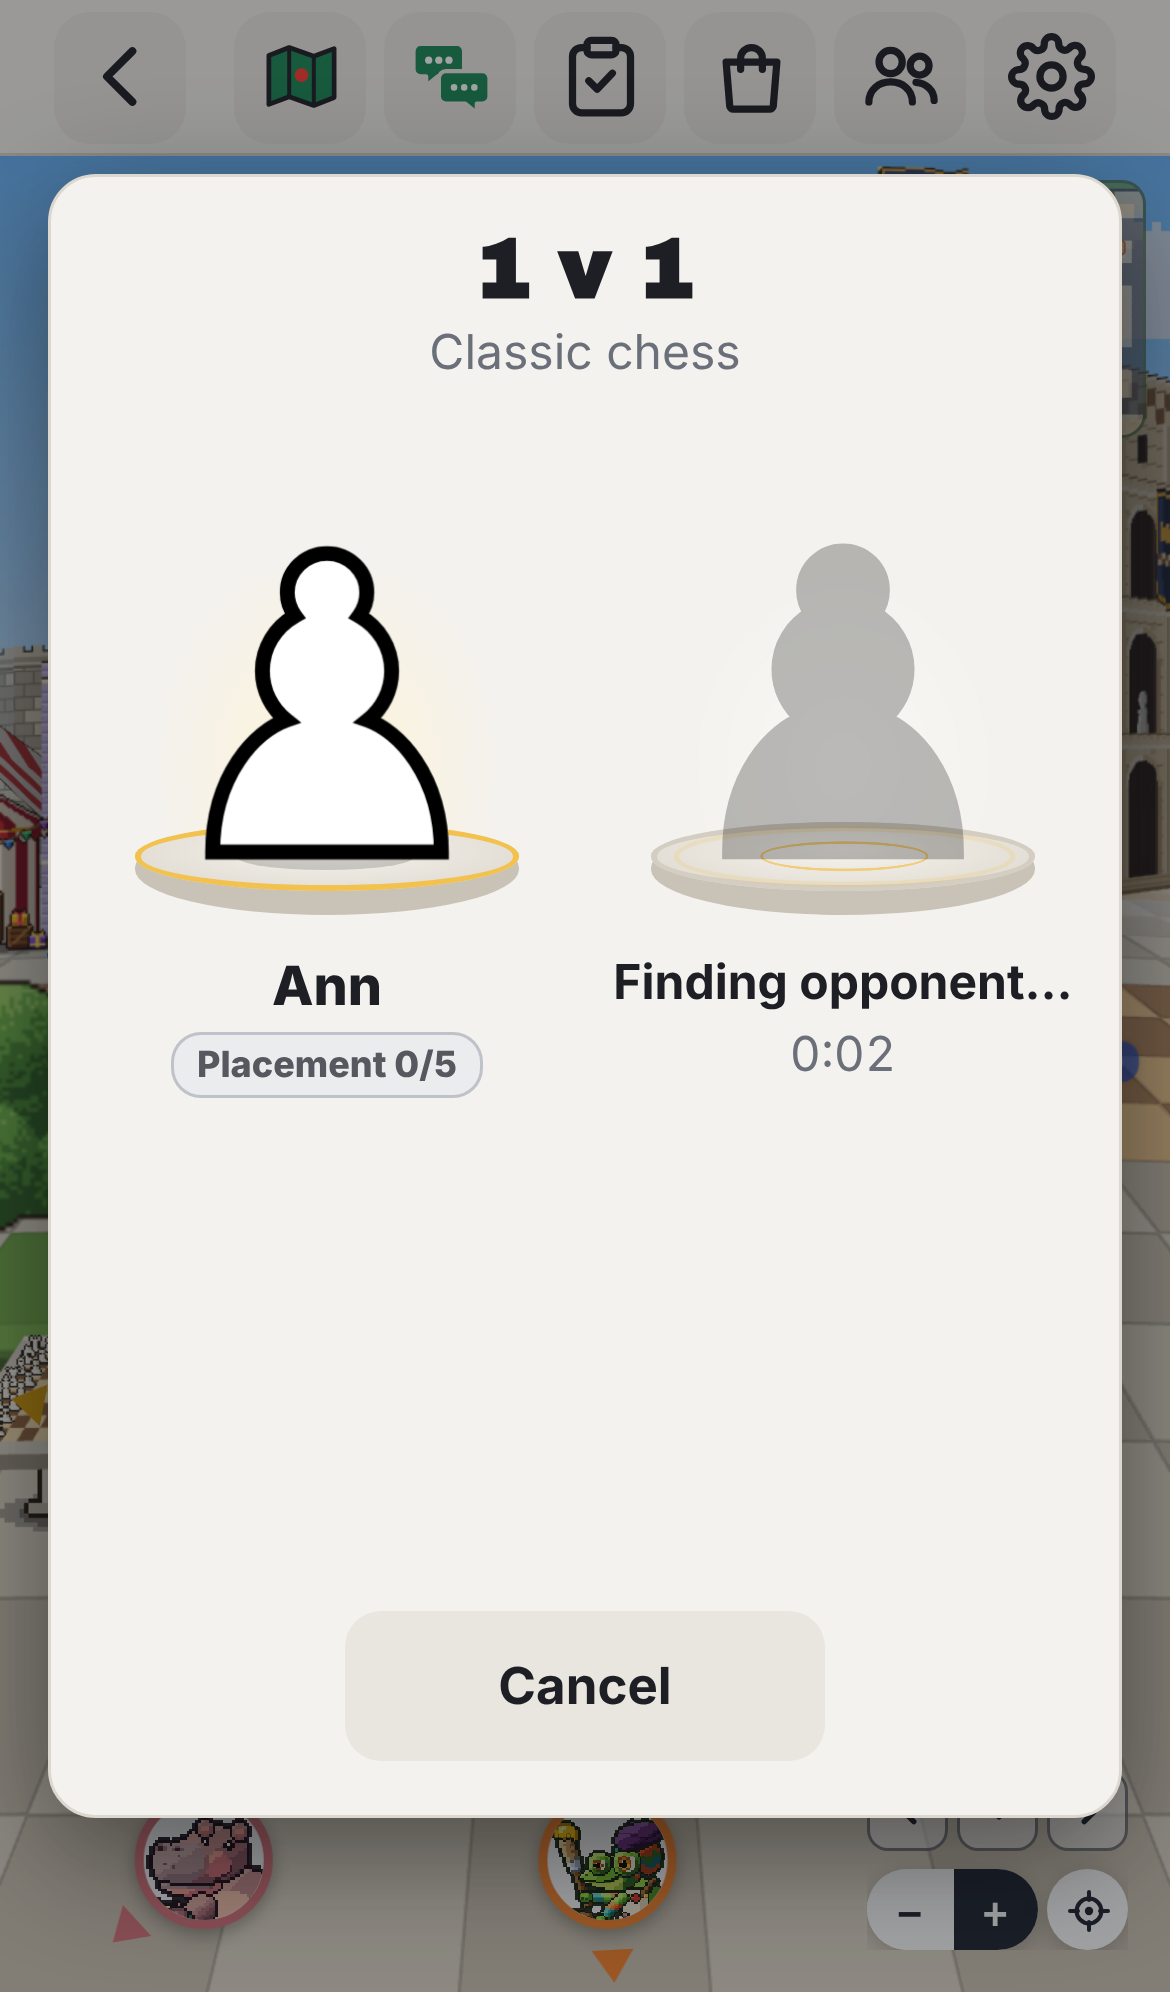 1 v 1
Classic chess
Ann
Finding opponent...
Placement 0/5
0:02
Cancel